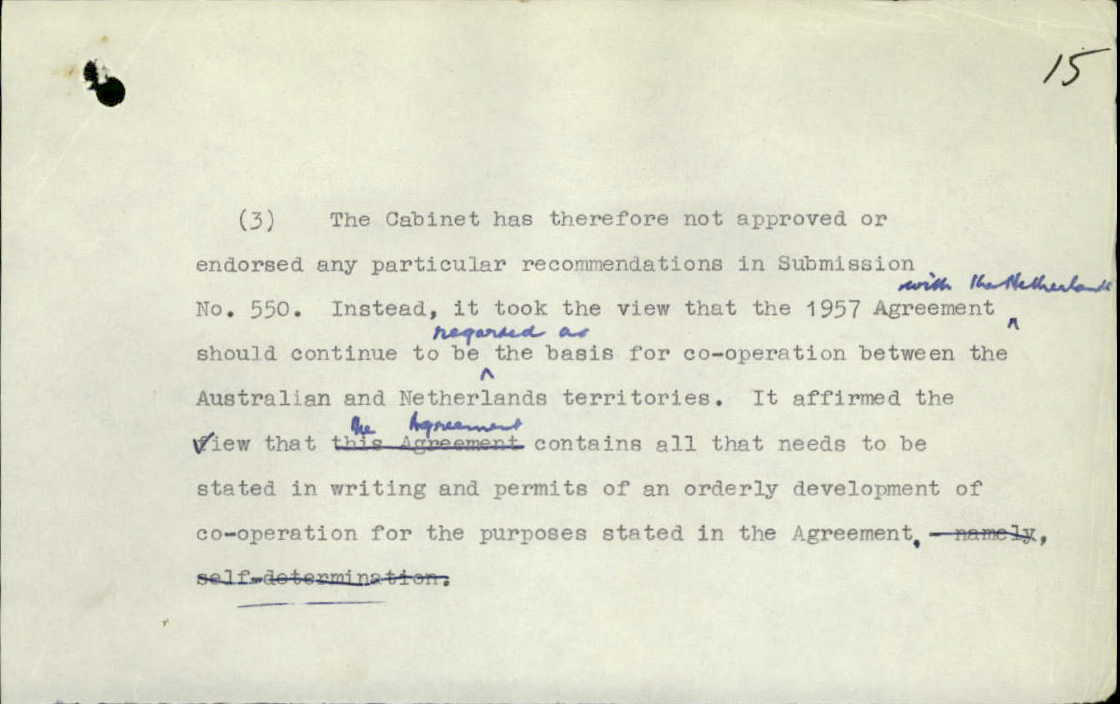 15
(3) The Cabinet has therefore not approved or
endorsed any particular recommendations in Submission
with the Netherlands
No. 550. Instead, it took the view that the 1957 Agreement ^
regarded as
should continue to be ^ the basis for co-operation between the
Australian and Netherlands territories. It affirmed the
the Agreement
view that this Agreement contains all that needs to be
stated in writing and permits of an orderly development of
co-operation for the purposes stated in the Agreement. - namely,
self-determination.